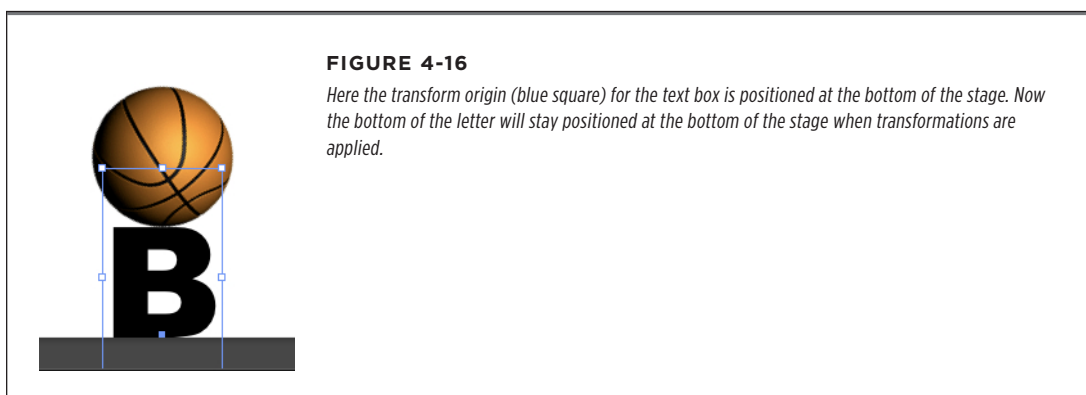 FIGURE 4-16
Here the transform origin (blue square) for the text box is positioned at the bottom of the stage. Now
the bottom of the letter will stay positioned at the bottom of the stage when transformations are
applied.
B